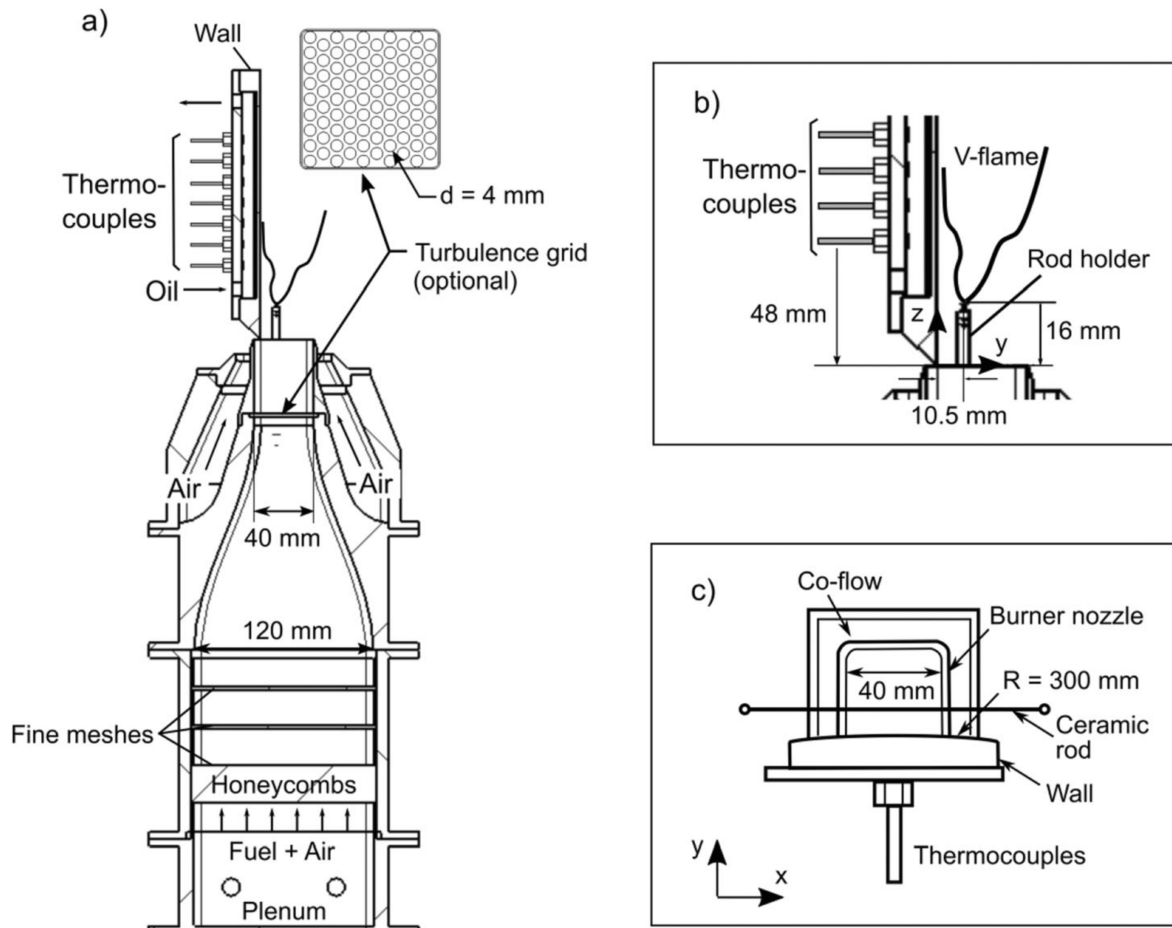 a)
Wall
Thermo-
couples
d = 4 mm
Turbulence grid
(optional)
Oil
Air
Air
40 mm
120 mm
Fine meshes
Honeycombs
Fuel + Air
Plenum
b)
V-flame
Thermo-
couples
Rod holder
48 mm
z
y
16 mm
10.5 mm
c)
Co-flow
Burner nozzle
40 mm
R = 300 mm
Ceramic
rod
Wall
Thermocouples
y
x